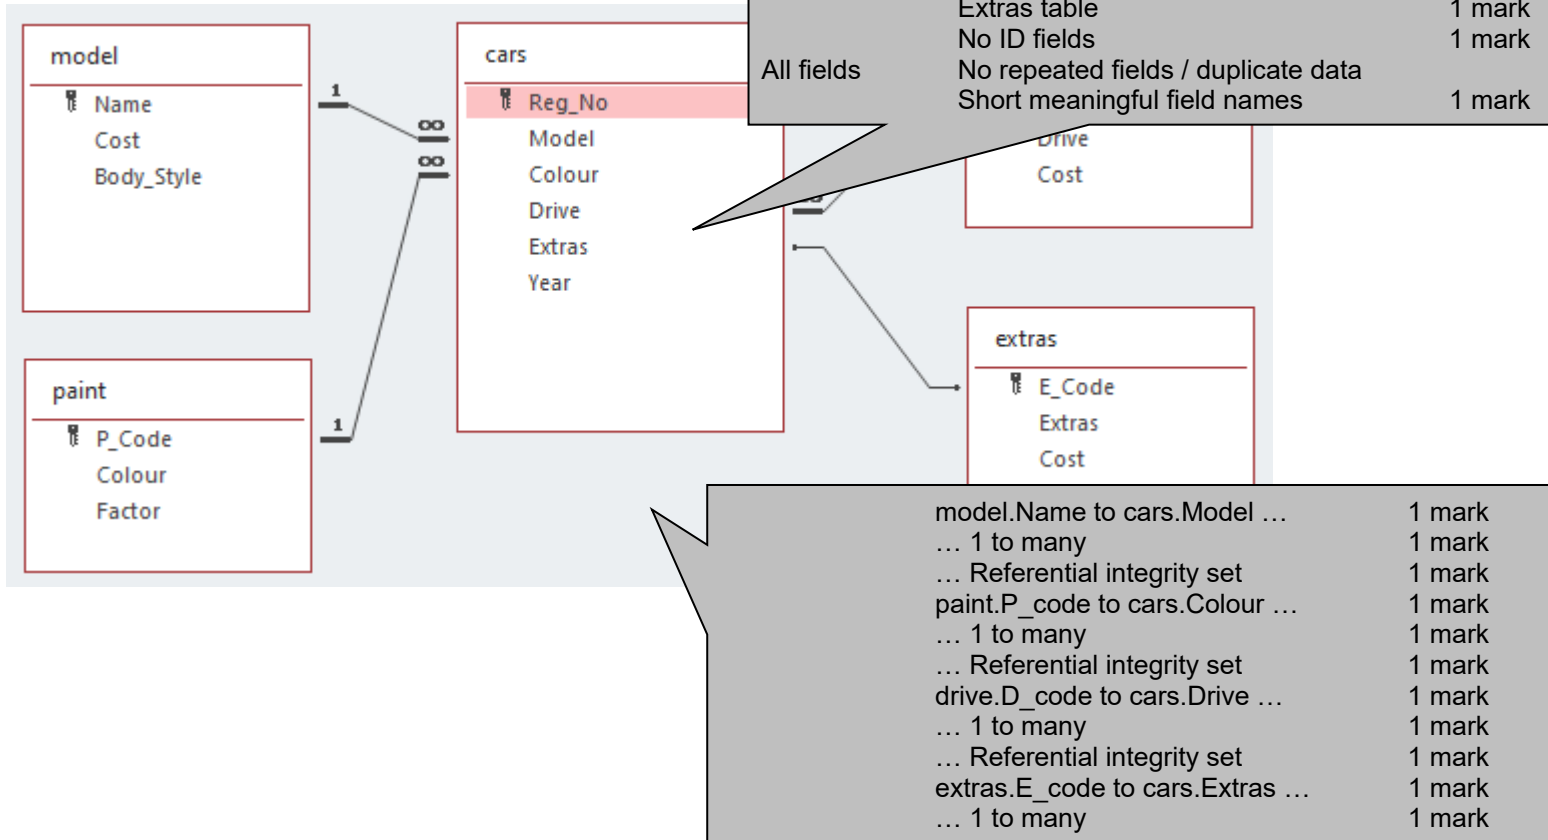 Extras table 1 mark
No ID fields 1 mark
All fields No repeated fields / duplicate data
Short meaningful field names 1 mark
model
Name
Cost
Body_Style
1
∞
∞
cars
Reg_No
Model
Colour
Drive
Extras
Year
Drive
Cost
paint
P_Code
Colour
Factor
1
extras
E_Code
Extras
Cost
model.Name to cars.Model … 1 mark
… 1 to many 1 mark
… Referential integrity set 1 mark
paint.P_code to cars.Colour … 1 mark
… 1 to many 1 mark
… Referential integrity set 1 mark
drive.D_code to cars.Drive … 1 mark
… 1 to many 1 mark
… Referential integrity set 1 mark
extras.E_code to cars.Extras … 1 mark
… 1 to many 1 mark